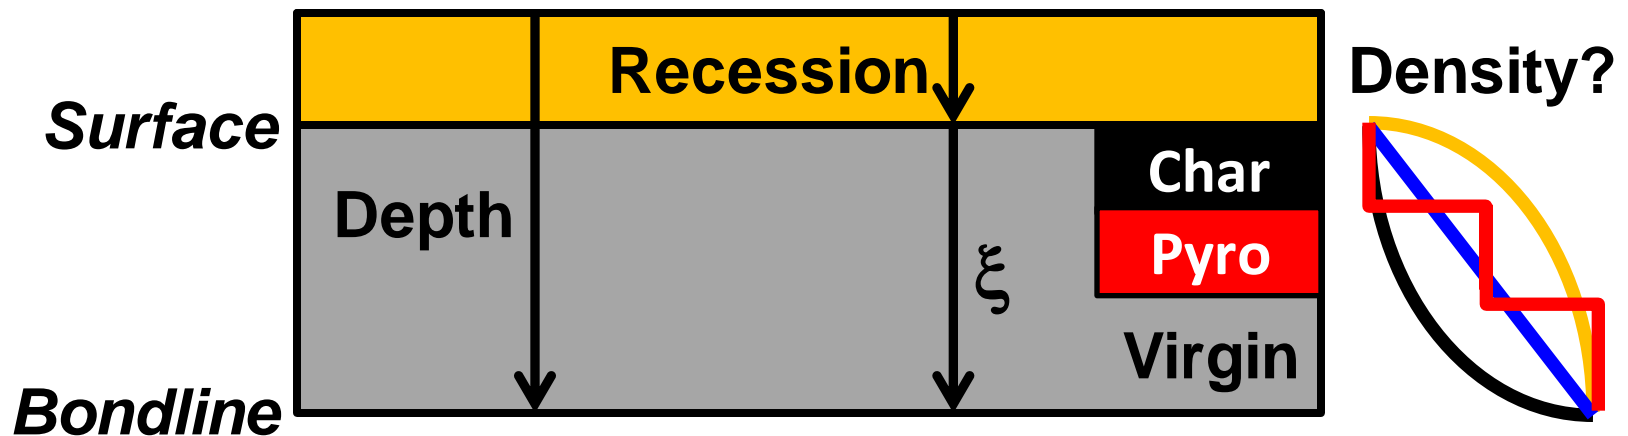 Recession
Density?
Surface
Char
Depth
Pyro
ξ
Virgin
Bondline